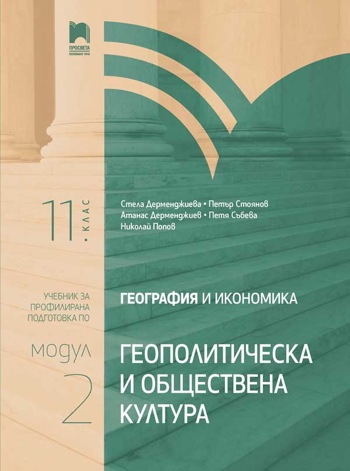 ПРОСВЕТА
Стела Дерменджиева • Петър Стоянов
Атанас Дерменджиев • Петя Събева
Николай Попов
11. КЛАС
УЧЕБНИК ЗА
ПРОФИЛИРАНА
ПОДГОТОВКА ПО
ГЕОГРАФИЯ И ИКОНОМИКА
МОДУЛ
2
ГЕОПОЛИТИЧЕСКА
И ОБЩЕСТВЕНА
КУЛТУРА